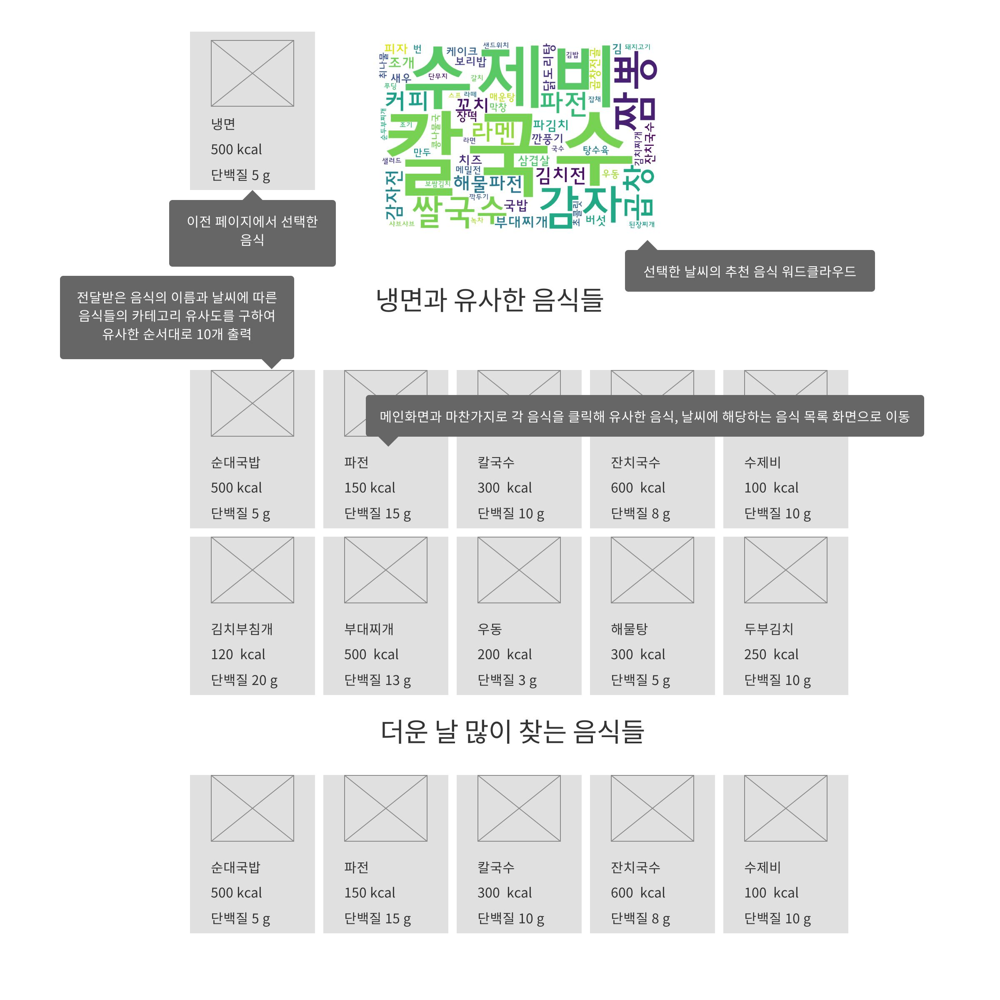 냉면
500 kcal
단백질 5 g
이전 페이지에서 선택한
음식
피자
번
케이크
샌드위치
수제비
닭도리탕
김밥
곱창전골
김
돼지고기
취나물
조개
보리밥
짬뽕
새우
단무지
갈치
푸딩
커피
스프
라떼
매운탕
꼬치
막창
파전
잡채
장떡
순두부찌개
조기
콩나물국
칼국수
라멘
파김치
라면
깐풍기
국수
탕수육
김치찌개
잔치국수
만두
샐러드
치즈
삼겹살
메밀전
김치전
우동
감자전
보쌈김치
해물파전
곱창
깍두기
쌀국수
국밥
감자
초콜릿
버섯
샤브샤브
녹차
부대찌개
된장찌개
선택한 날씨의 추천 음식 워드클라우드
전달받은 음식의 이름과 날씨에 따른
음식들의 카테고리 유사도를 구하여
유사한 순서대로 10개 출력
냉면과 유사한 음식들
메인화면과 마찬가지로 각 음식을 클릭해 유사한 음식, 날씨에 해당하는 음식 목록 화면으로 이동
순대국밥
500 kcal
단백질 5 g
파전
150 kcal
단백질 15 g
칼국수
300 kcal
단백질 10 g
잔치국수
600 kcal
단백질 8 g
수제비
100 kcal
단백질 10 g
김치부침개
120 kcal
단백질 20 g
부대찌개
500 kcal
단백질 13 g
우동
200 kcal
단백질 3 g
해물탕
300 kcal
단백질 5 g
두부김치
250 kcal
단백질 10 g
더운 날 많이 찾는 음식들
순대국밥
500 kcal
단백질 5 g
파전
150 kcal
단백질 15 g
칼국수
300 kcal
단백질 10 g
잔치국수
600 kcal
단백질 8 g
수제비
100 kcal
단백질 10 g